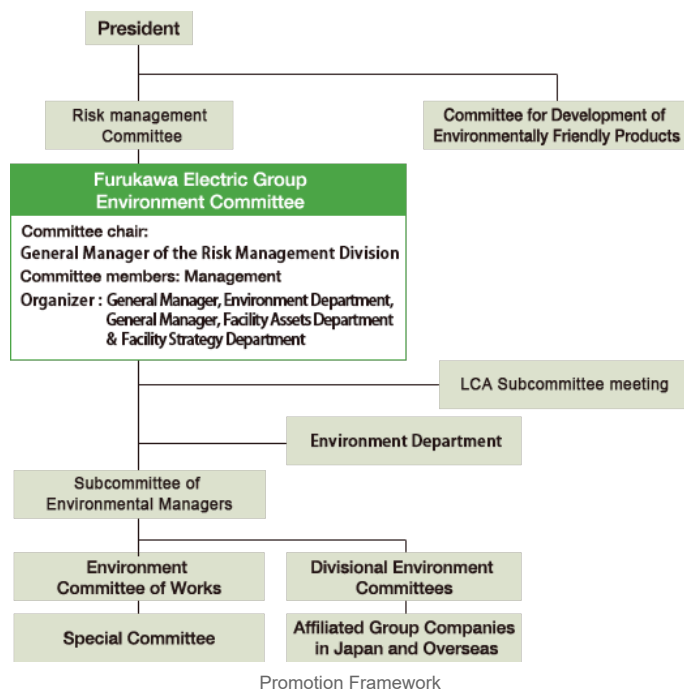 President
Risk management
Committee
Committee for Development of
Environmentally Friendly Products
Furukawa Electric Group
Environment Committee
Committee chair:
General Manager of the Risk Management Division
Committee members: Management
Organizer : General Manager, Environment Department,
General Manager, Facility Assets Department
& Facility Strategy Department
LCA Subcommittee meeting
Environment Department
Subcommittee of
Environmental Managers
Environment
Committee of Works
Divisional Environment
Committees
Special Committee
Affiliated Group Companies
in Japan and Overseas
Promotion Framework